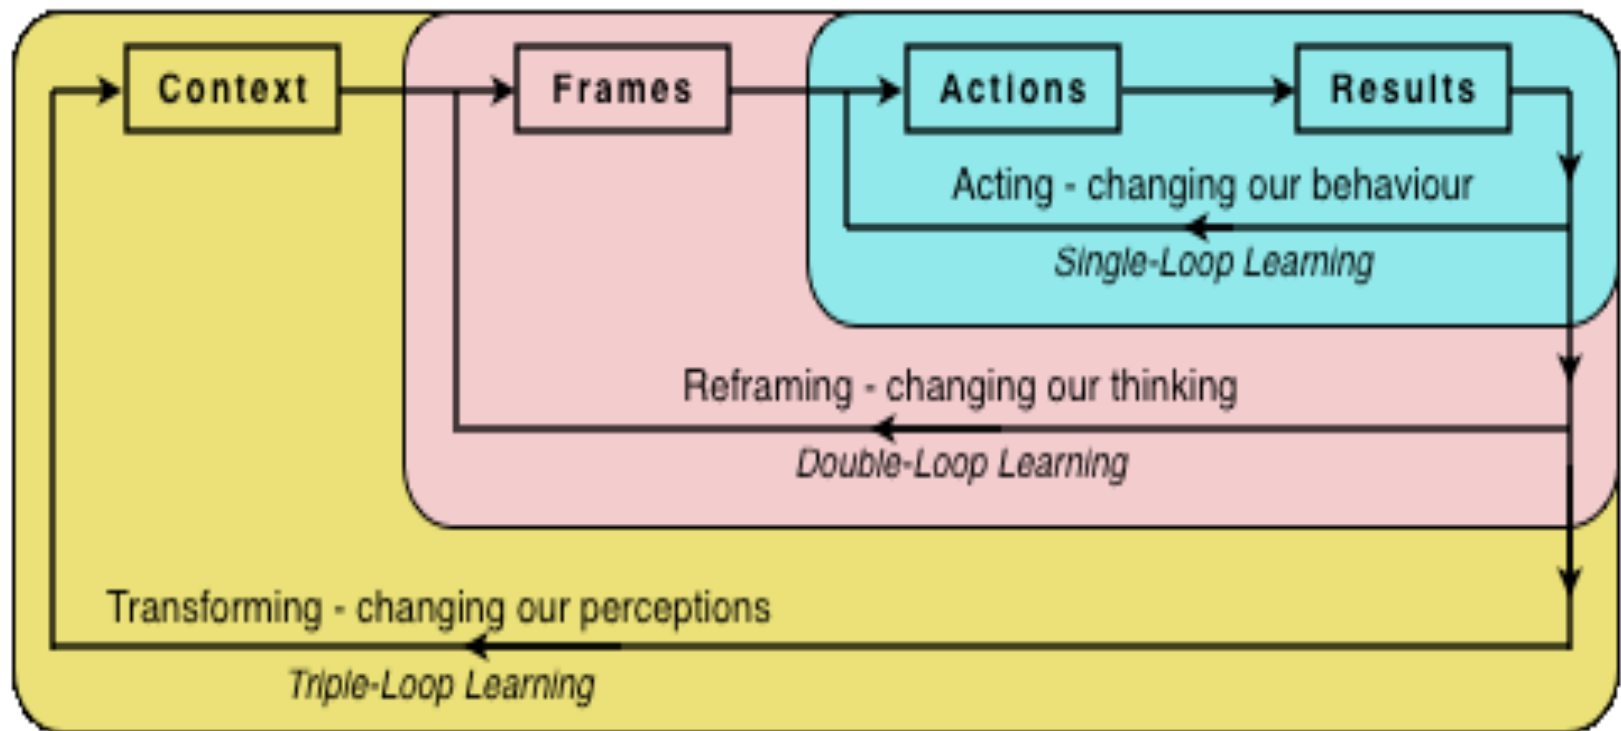 Context
Frames
Actions
Results
Acting - changing our behaviour
Single-Loop Learning
Reframing - changing our thinking
Double-Loop Learning
Transforming - changing our perceptions
Triple-Loop Learning